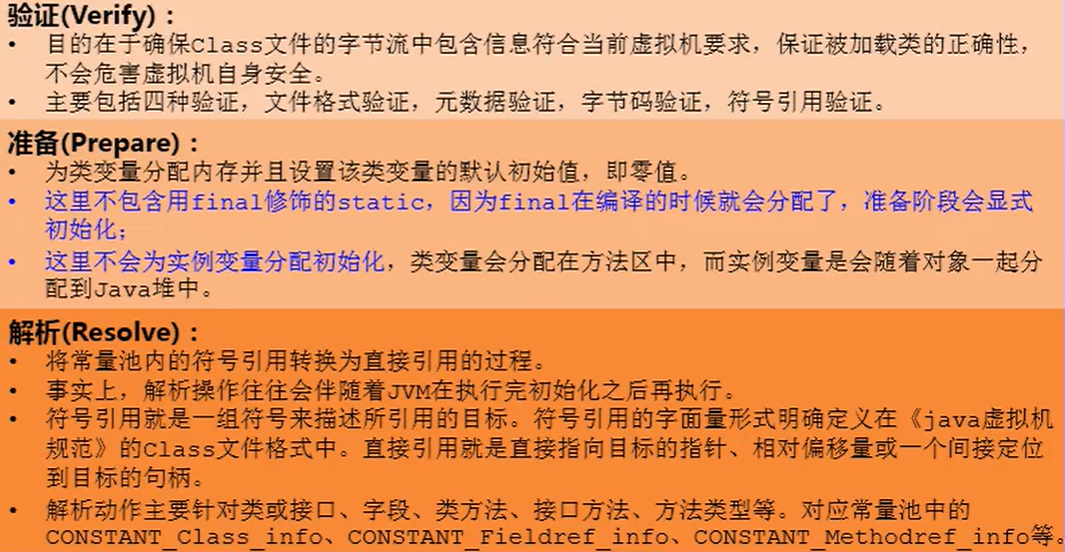 验证(Verify)：
• 目的在于确保Class文件的字节流中包含信息符合当前虚拟机要求，保证被加载类的正确性，
不会危害虚拟机自身安全。
• 主要包括四种验证，文件格式验证，元数据验证，字节码验证，符号引用验证。
准备(Prepare)：
• 为类变量分配内存并且设置该类变量的默认初始值，即零值。
• 这里不包含用final修饰的static，因为final在编译的时候就会分配了，准备阶段会显式
初始化；
• 这里不会为实例变量分配初始化，类变量会分配在方法区中，而实例变量是会随着对象一起分
配到Java堆中。
解析(Resolve)：
• 将常量池内的符号引用转换为直接引用的过程。
• 事实上，解析操作往往会伴随着JVM在执行完初始化之后再执行。
• 符号引用就是一组符号来描述所引用的目标。符号引用的字面量形式明确定义在《java虚拟机
规范》的Class文件格式中。直接引用就是直接指向目标的指针、相对偏移量或一个间接定位
到目标的句柄。
• 解析动作主要针对类或接口、字段、类方法、接口方法、方法类型等。对应常量池中的
CONSTANT_Class_info、CONSTANT_Fieldref_info、CONSTANT_Methodref_info等。